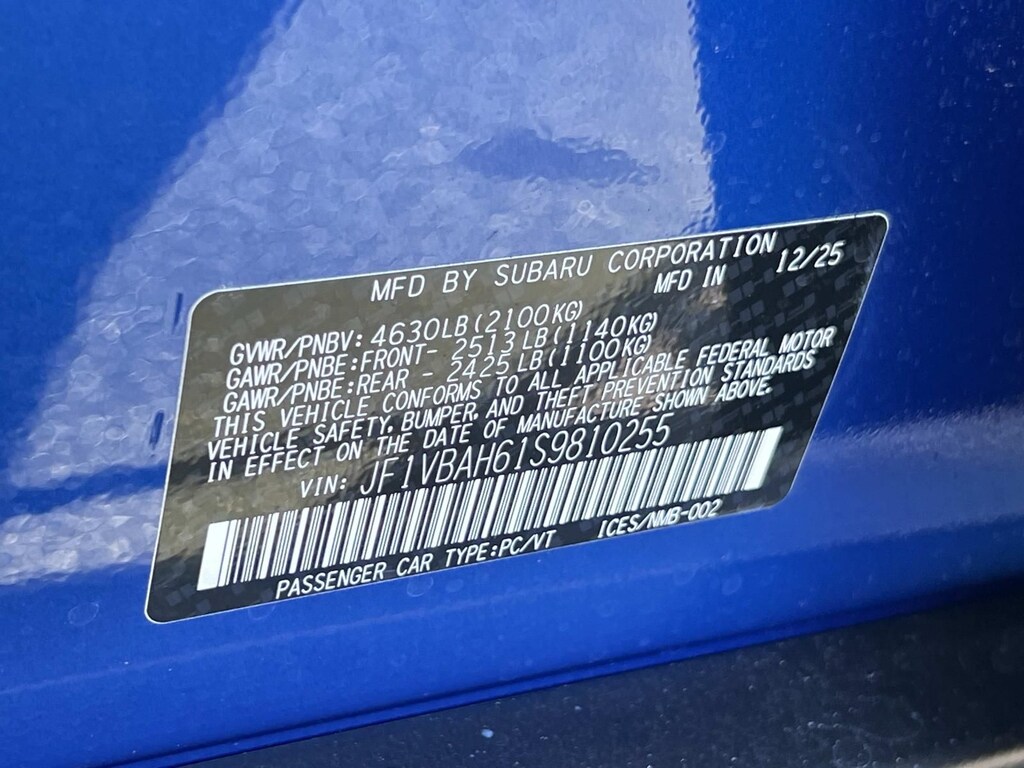 MFD BY SUBARU CORPORATION
MFD IN 12/25
GVWR/PNBV: 4630LB(2100KG)
GAWR/PNBE:FRONT- 2513LB(1140KG)
GAWR/PNBE:REAR - 2425LB(1100KG)
THIS VEHICLE CONFORMS TO ALL APPLICABLE FEDERAL MOTOR
VEHICLE SAFETY, BUMPER, AND THEFT PREVENTION STANDARDS
IN EFFECT ON THE DATE OF MANUFACTURE SHOWN ABOVE.
VIN: JF1VBAH61S9810255
PASSENGER CAR TYPE:PC/VT ICES/NMB-002